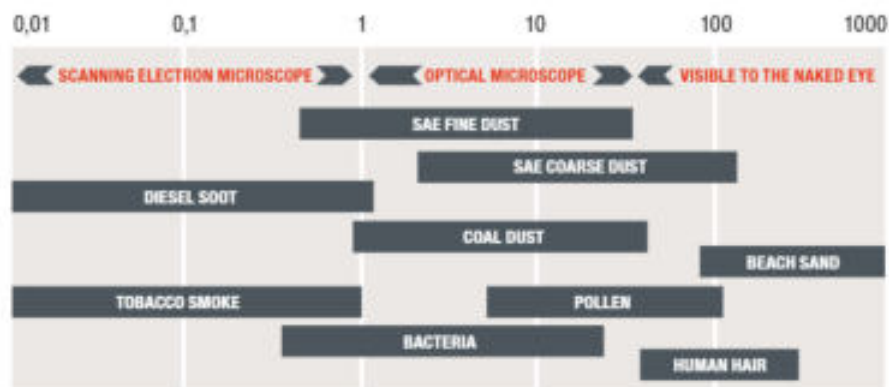 0,01 0,1 1 10 100 1000
SCANNING ELECTRON MICROSCOPE OPTICAL MICROSCOPE VISIBLE TO THE NAKED EYE
SAE FINE DUST
SAE COARSE DUST
DIESEL SOOT
COAL DUST
BEACH SAND
TOBACCO SMOKE POLLEN
BACTERIA
HUMAN HAIR